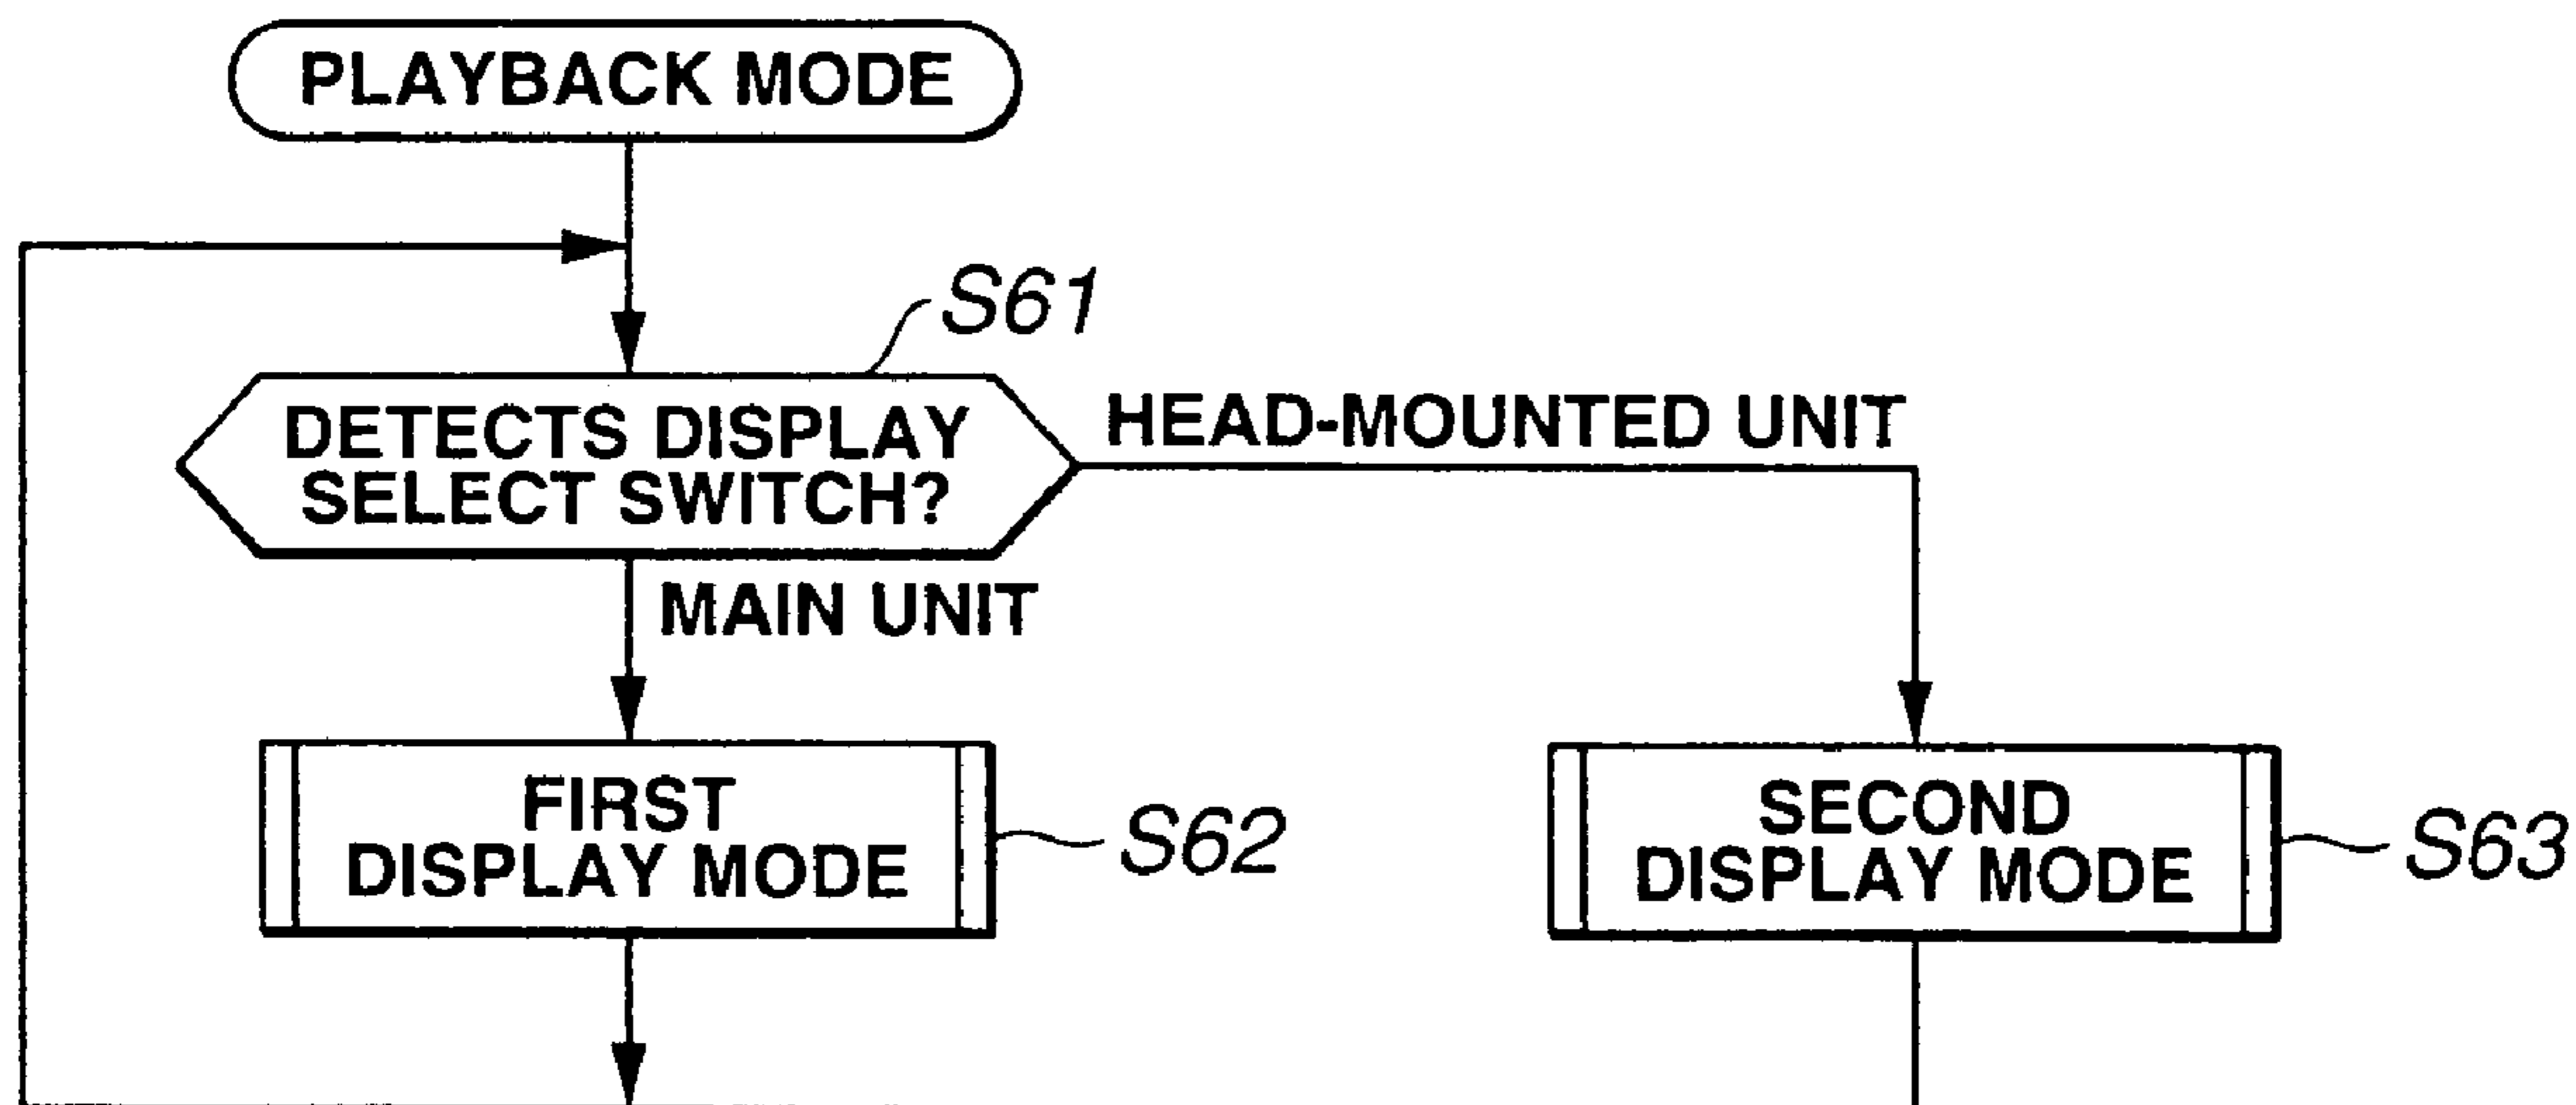 PLAYBACK MODE
S61
DETECTS DISPLAY
SELECT SWITCH?
HEAD-MOUNTED UNIT
MAIN UNIT
FIRST
DISPLAY MODE
S62
SECOND
DISPLAY MODE
S63